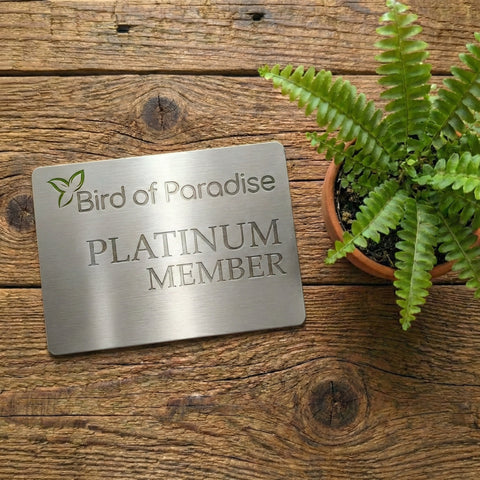 Bird of Paradise
PLATINUM
MEMBER